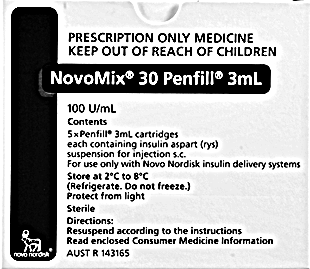 PRESCRIPTION ONLY MEDICINE
KEEP OUT OF REACH OF CHILDREN
NovoMix® 30 Penfill® 3mL
100 U/mL
Contents
5×Penfill® 3mL cartridges
each containing insulin aspart (rys)
suspension for injection s.c.
For use only with Novo Nordisk insulin delivery systems
Store at 2°C to 8°C
(Refrigerate. Do not freeze.)
Protect from light
Sterile
Directions:
Resuspend according to the instructions
Read enclosed Consumer Medicine Information
AUST R 143165
novo nordisk®